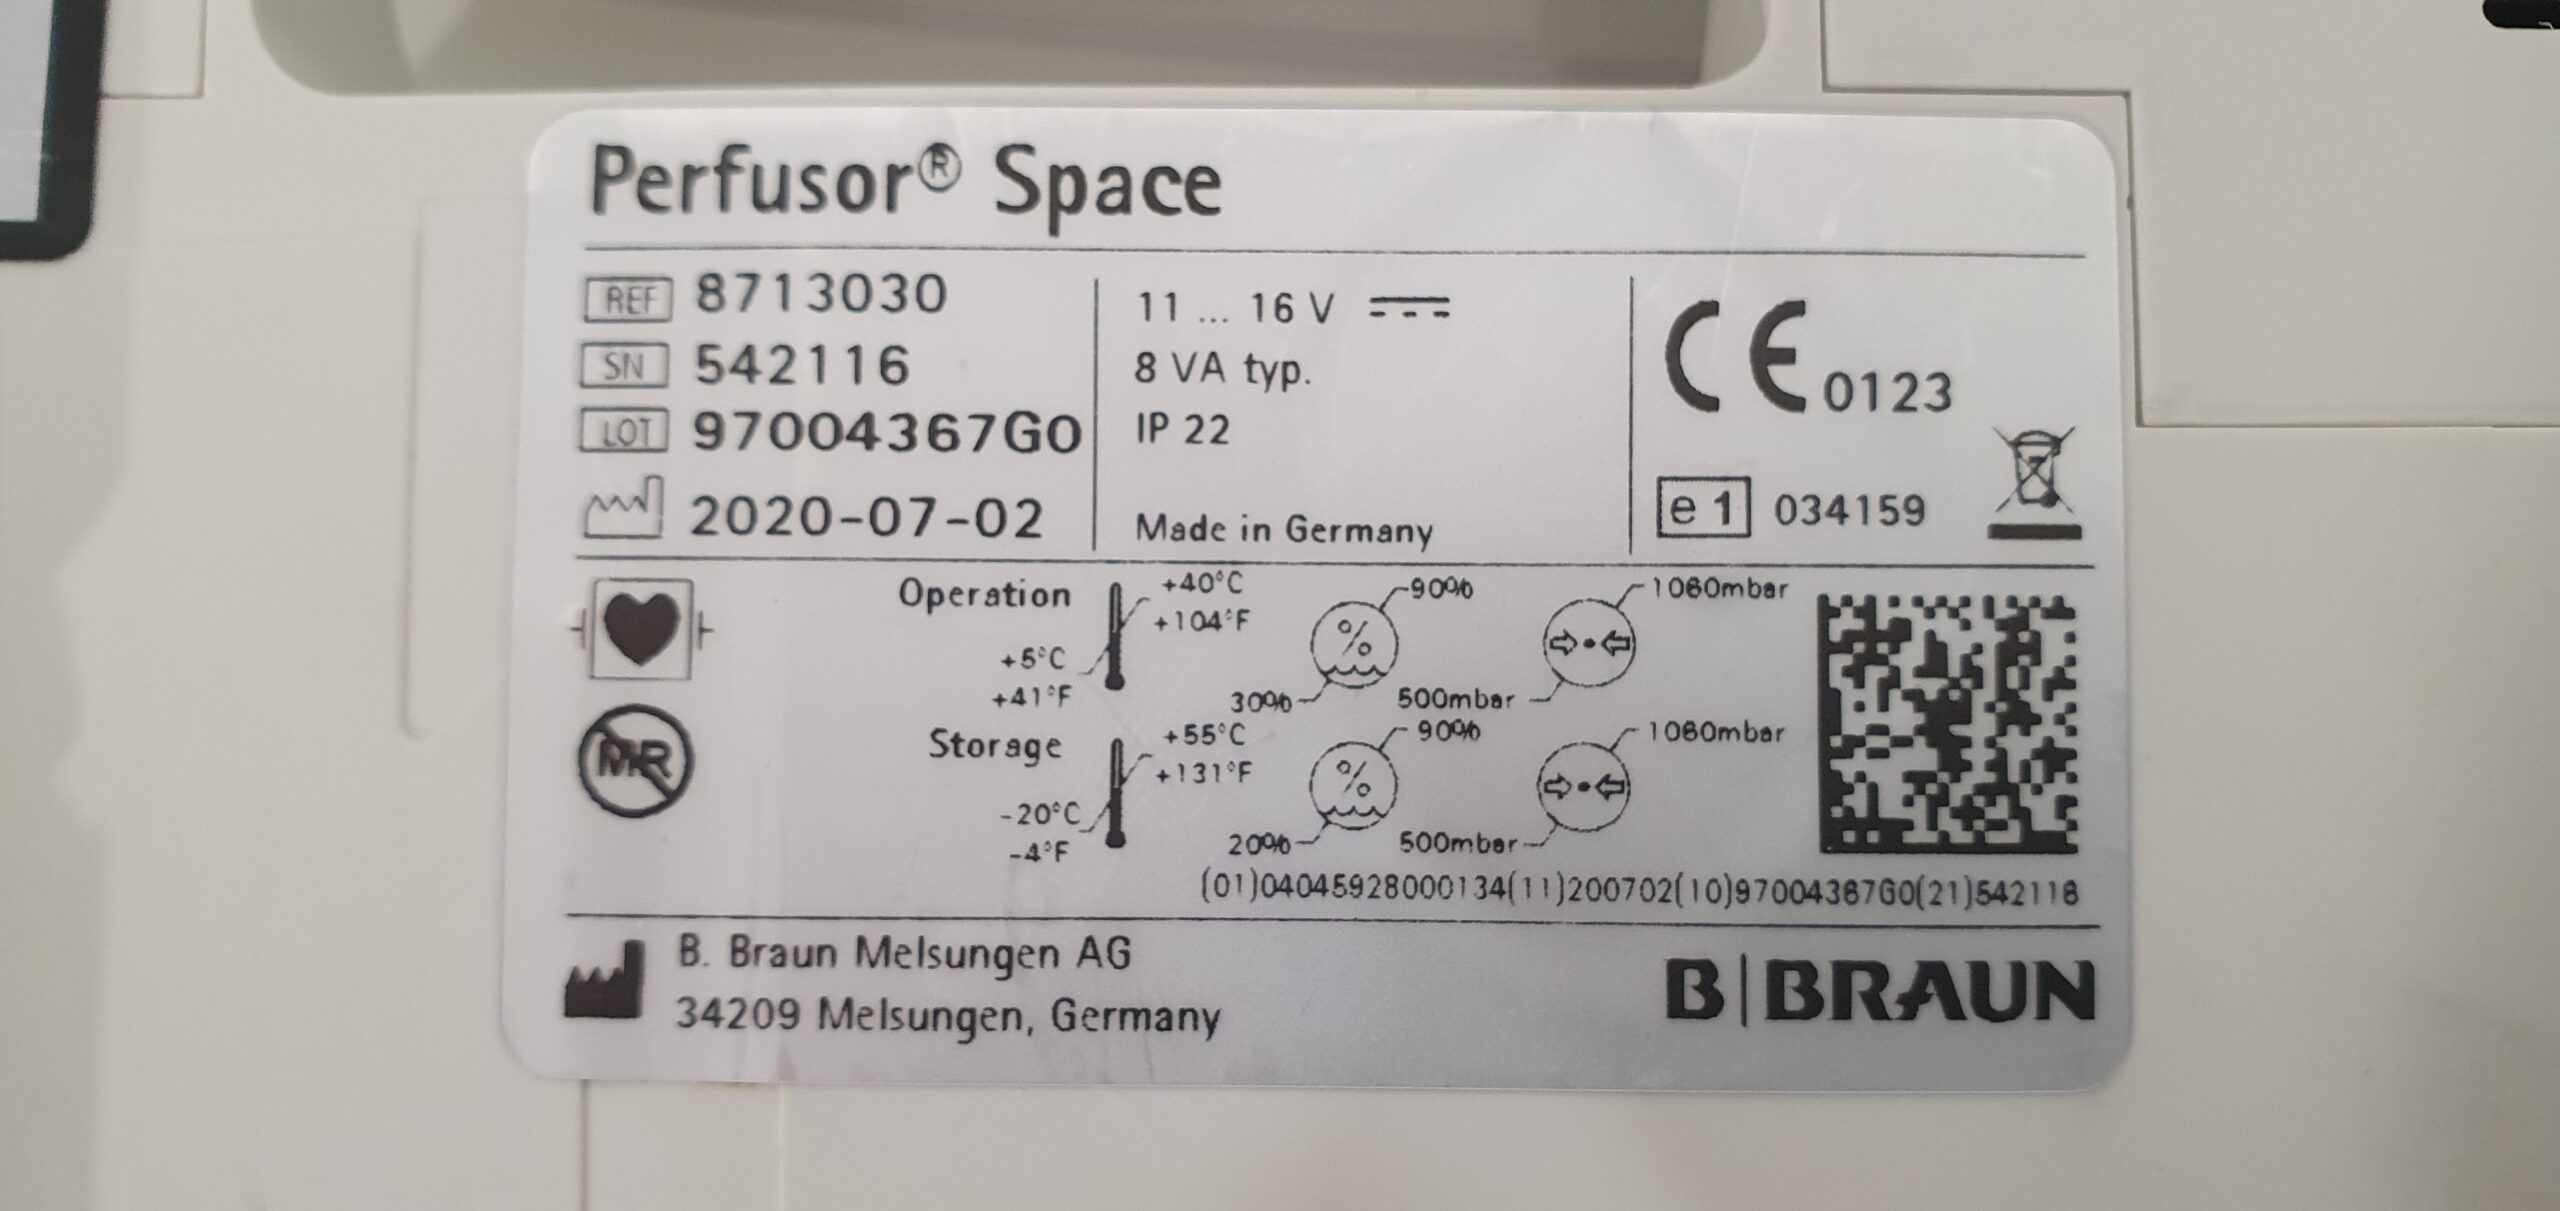 Perfusor® Space
REF 8713030
SN 542116
LOT 97004367G0
2020-07-02
11 ... 16 V
8 VA typ.
IP 22
Made in Germany
CE 0123
e1 034159
MR
Operation
+5°C
+41°F
+40°C
+104°F
%
30%
90%
500mbar
1060mbar
Storage
-20°C
-4°F
+55°C
+131°F
%
20%
90%
500mbar
1060mbar
(01)04045928000134(11)200702(10)97004367G0(21)542116
B. Braun Melsungen AG
34209 Melsungen, Germany
B|BRAUN